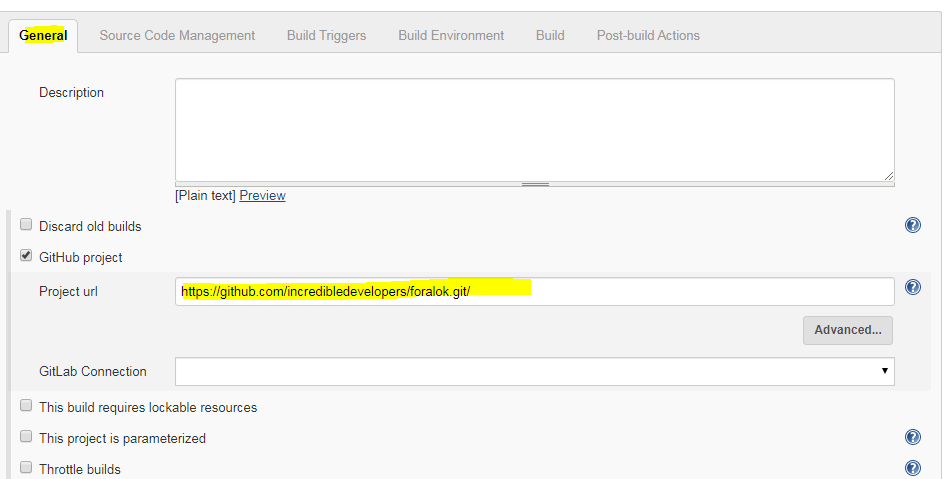 General Source Code Management Build Triggers Build Environment Build Post-build Actions
Description
[Plain text] Preview
Discard old builds ?
GitHub project
Project url https://github.com/incredibledevelopers/foralok.git/ ?
Advanced...
GitLab Connection
This build requires lockable resources
This project is parameterized ?
Throttle builds ?